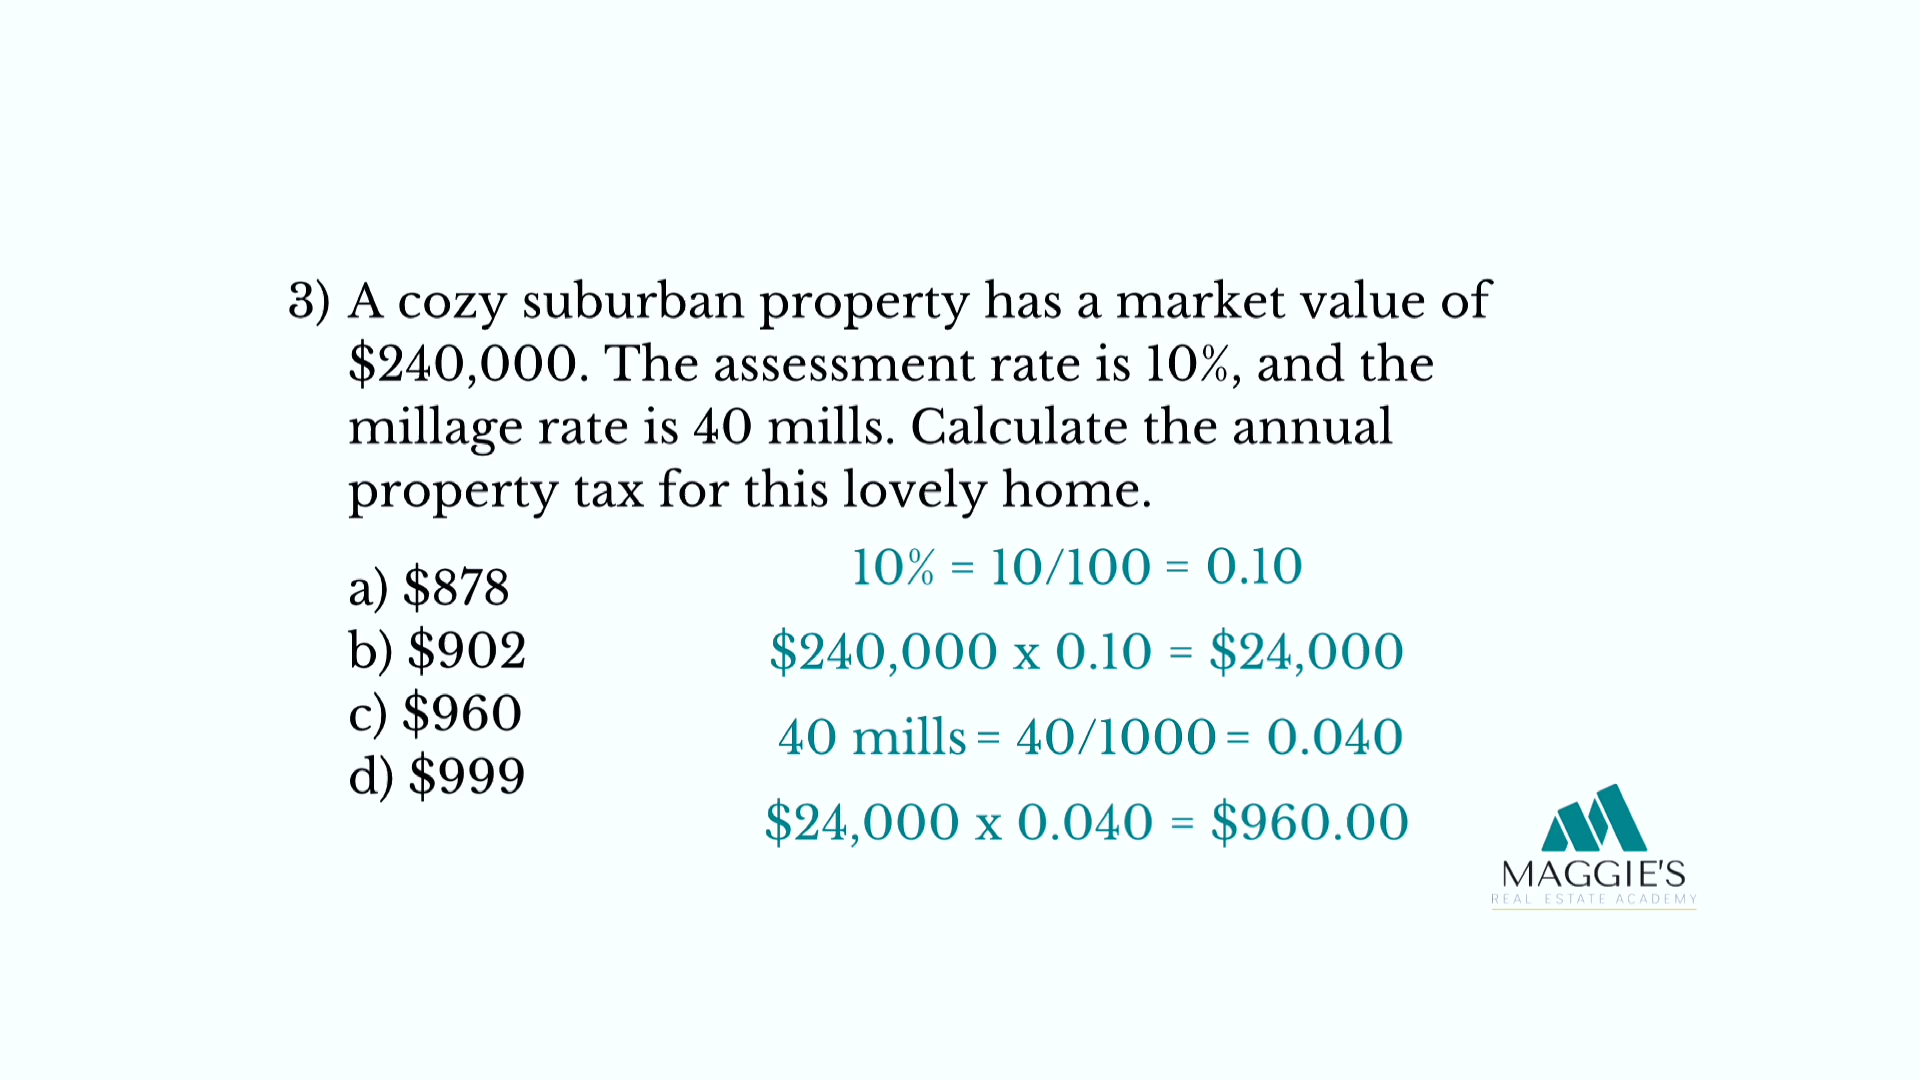 3) A cozy suburban property has a market value of
$240,000. The assessment rate is 10%, and the
millage rate is 40 mills. Calculate the annual
property tax for this lovely home.
a) $878
b) $902
c) $960
d) $999
10% = 10/100 = 0.10
$240,000 x 0.10 = $24,000
40 mills = 40/1000 = 0.040
$24,000 x 0.040 = $960.00
MAGGIE'S
REAL ESTATE ACADEMY